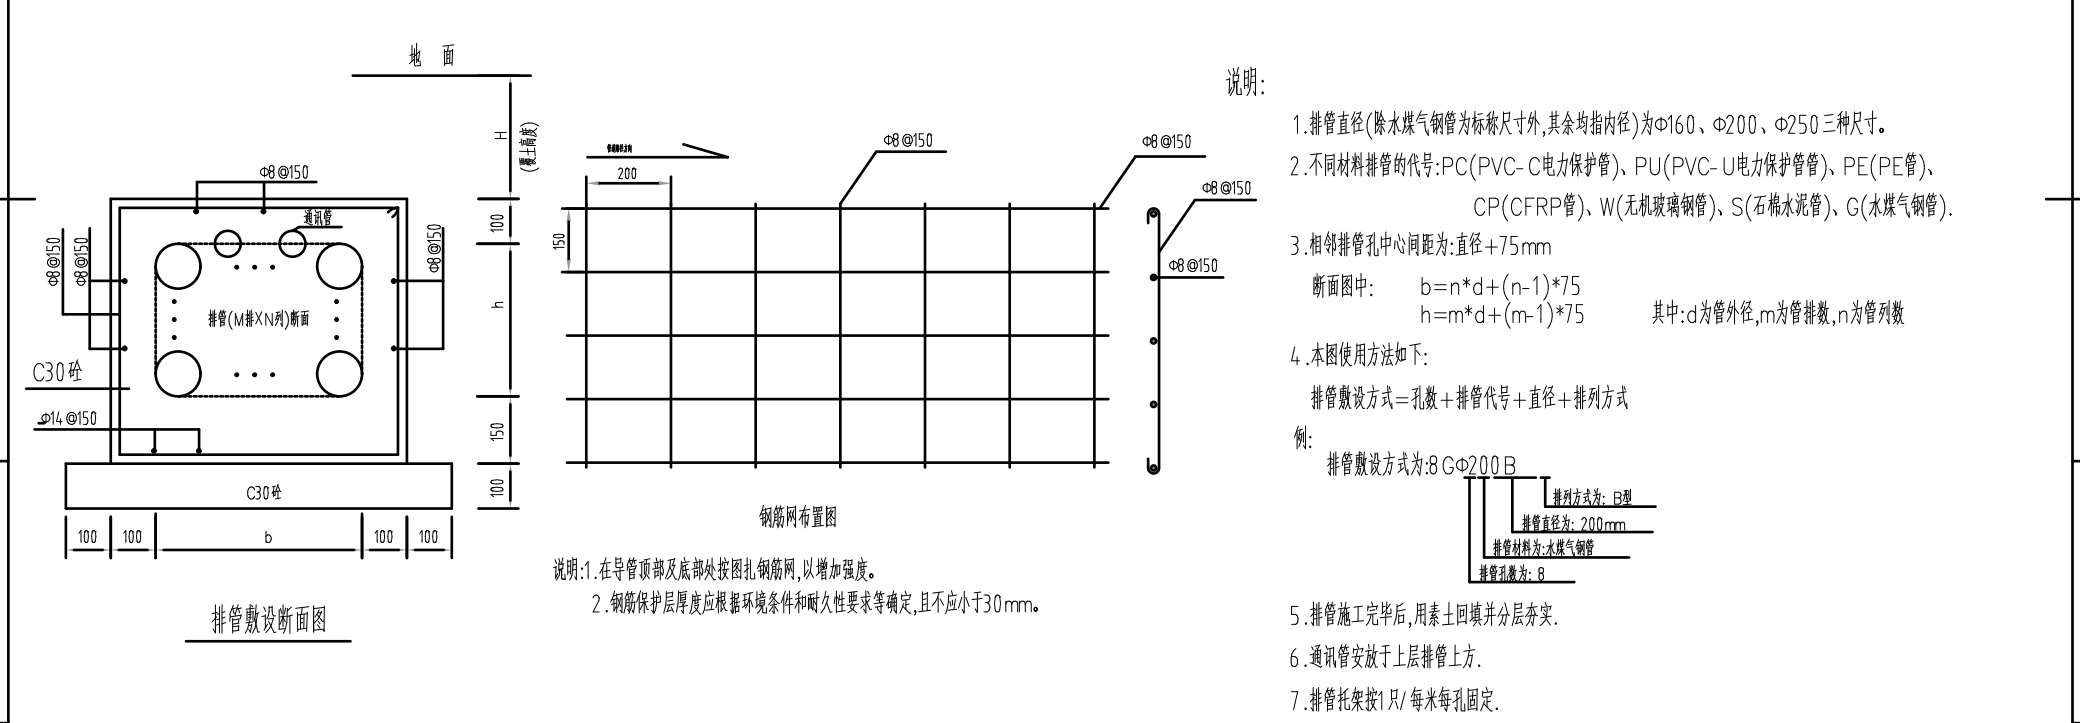 地 面
H
(覆土高度)
Φ8@150
通讯管
Φ8@150
Φ8@150
Φ8@150
100
h
排管(M排×N列)断面
C30砼
Φ14@150
150
C30砼
100
100
100
b
100
100
排管敷设断面图
200
150
Φ8@150
Φ8@150
Φ8@150
Φ8@150
钢筋网布置图
说明:1.在导管顶部及底部处按图扎钢筋网,以增加强度。
2.钢筋保护层厚度应根据环境条件和耐久性要求等确定,且不应小于30mm。
说明:
1.排管直径(除水煤气钢管为标称尺寸外,其余均指内径)为Φ160、Φ200、Φ250三种尺寸。
2.不同材料排管的代号:PC(PVC-C电力保护管)、PU(PVC-U电力保护管管)、PE(PE管)、
CP(CFRP管)、W(无机玻璃钢管)、S(石棉水泥管)、G(水煤气钢管).
3.相邻排管孔中心间距为:直径+75mm
断面图中: b=n*d+(n-1)*75
h=m*d+(m-1)*75 其中:d为管外径,m为管排数,n为管列数
4.本图使用方法如下:
排管敷设方式=孔数+排管代号+直径+排列方式
例:
排管敷设方式为:8GΦ200B
排列方式为: B型
排管直径为: 200mm
排管材料为:水煤气钢管
排管孔数为: 8
5.排管施工完毕后,用素土回填并分层夯实.
6.通讯管安放于上层排管上方.
7.排管托架按1只/每米每孔固定.